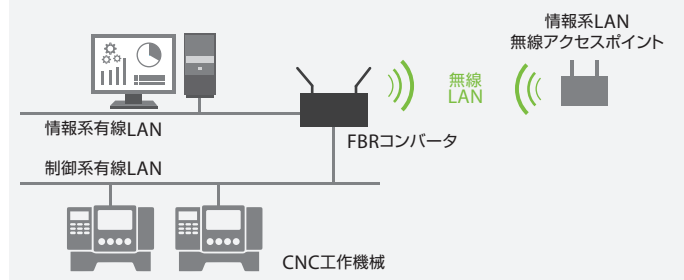 情報系LAN
無線アクセスポイント
無線
LAN
情報系有線LAN
FBRコンバータ
制御系有線LAN
CNC工作機械